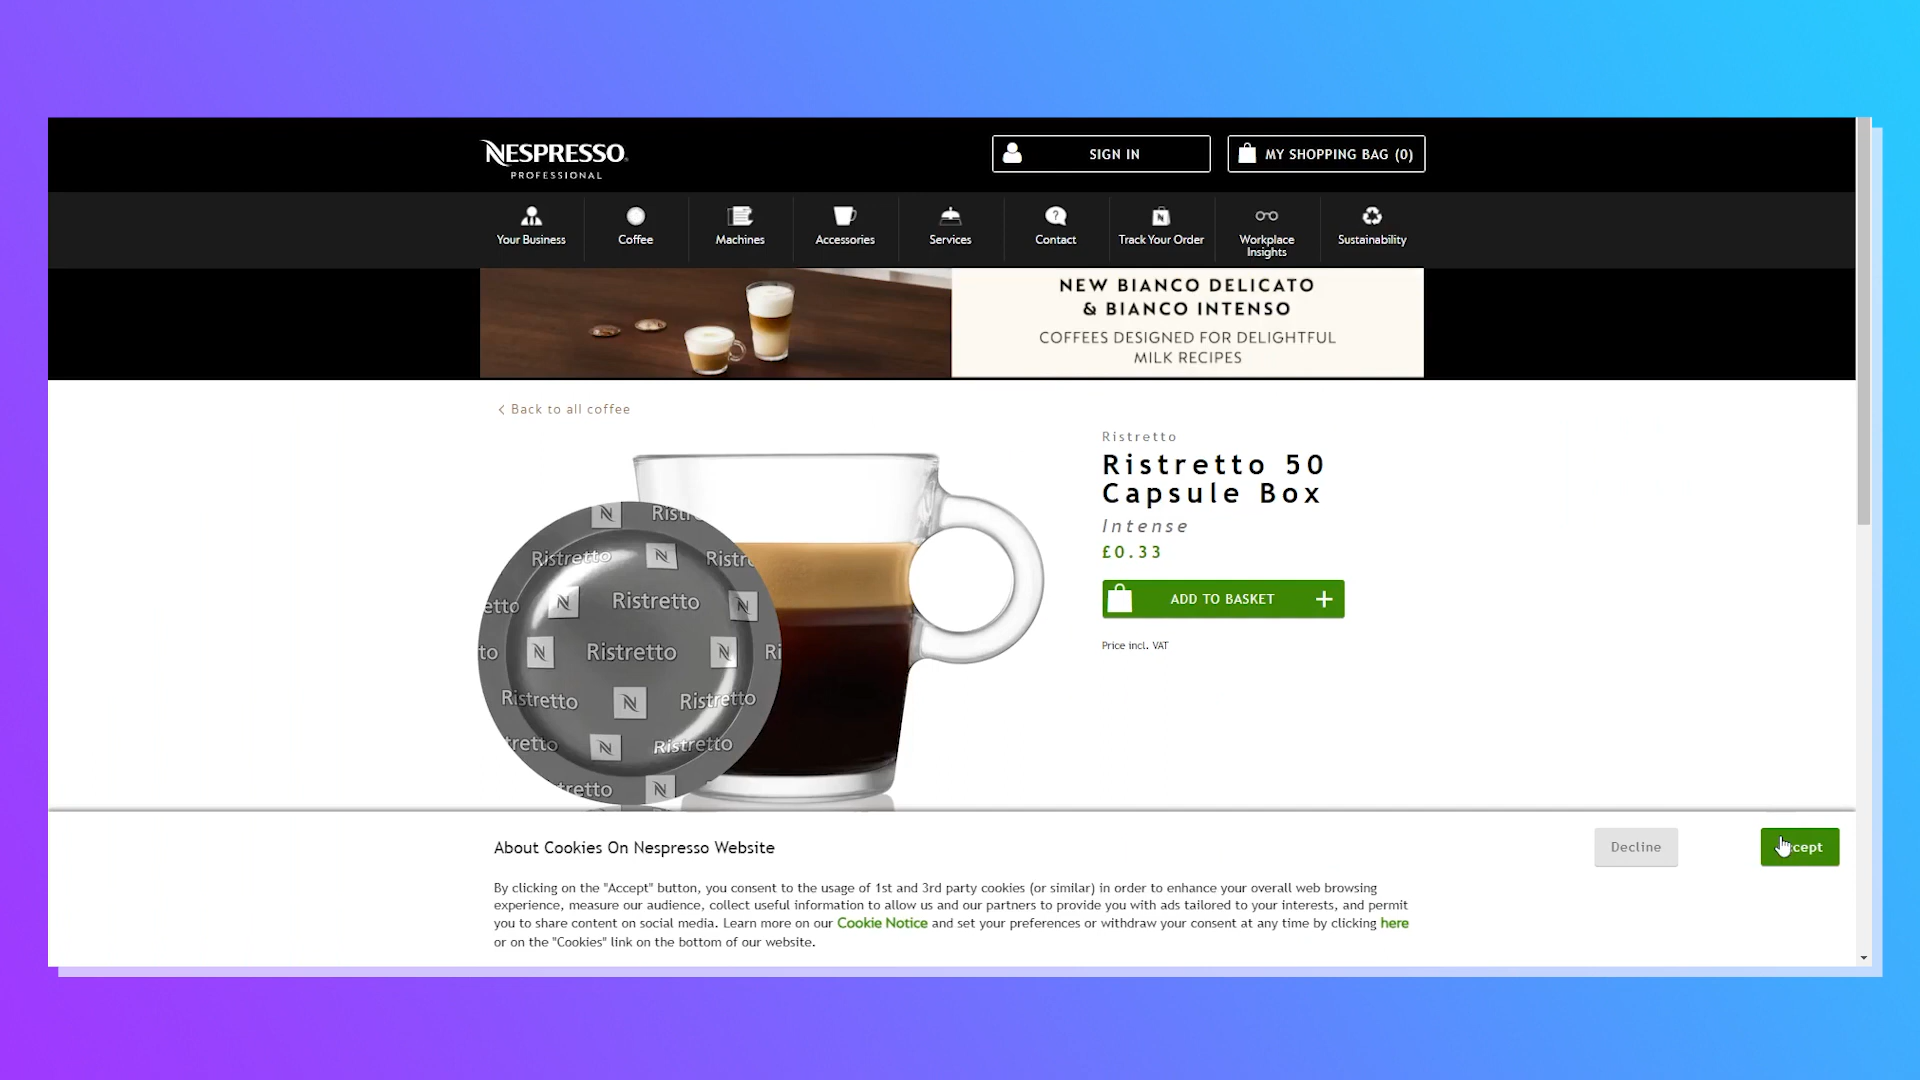 NESPRESSO
PROFESSIONAL
SIGN IN
MY SHOPPING BAG (0)
Your Business
Coffee
Machines
Accessories
Services
Contact
Track Your Order
Workplace
Insights
Sustainability
NEW BIANCO DELICATO
& BIANCO INTENSO
COFFEES DESIGNED FOR DELIGHTFUL
MILK RECIPES
< Back to all coffee
Ristretto
Ristretto 50
Capsule Box
Intense
£0.33
ADD TO BASKET +
Price incl. VAT
Ristretto
Ristretto
Ristretto
Ristretto Ristretto
Ristretto
About Cookies On Nespresso Website
Decline
By clicking on the "Accept" button, you consent to the usage of 1st and 3rd party cookies (or similar) in order to enhance your overall web browsing
experience, measure our audience, collect useful information to allow us and our partners to provide you with ads tailored to your interests, and permit
you to share content on social media. Learn more on our Cookie Notice and set your preferences or withdraw your consent at any time by clicking here
or on the "Cookies" link on the bottom of our website.